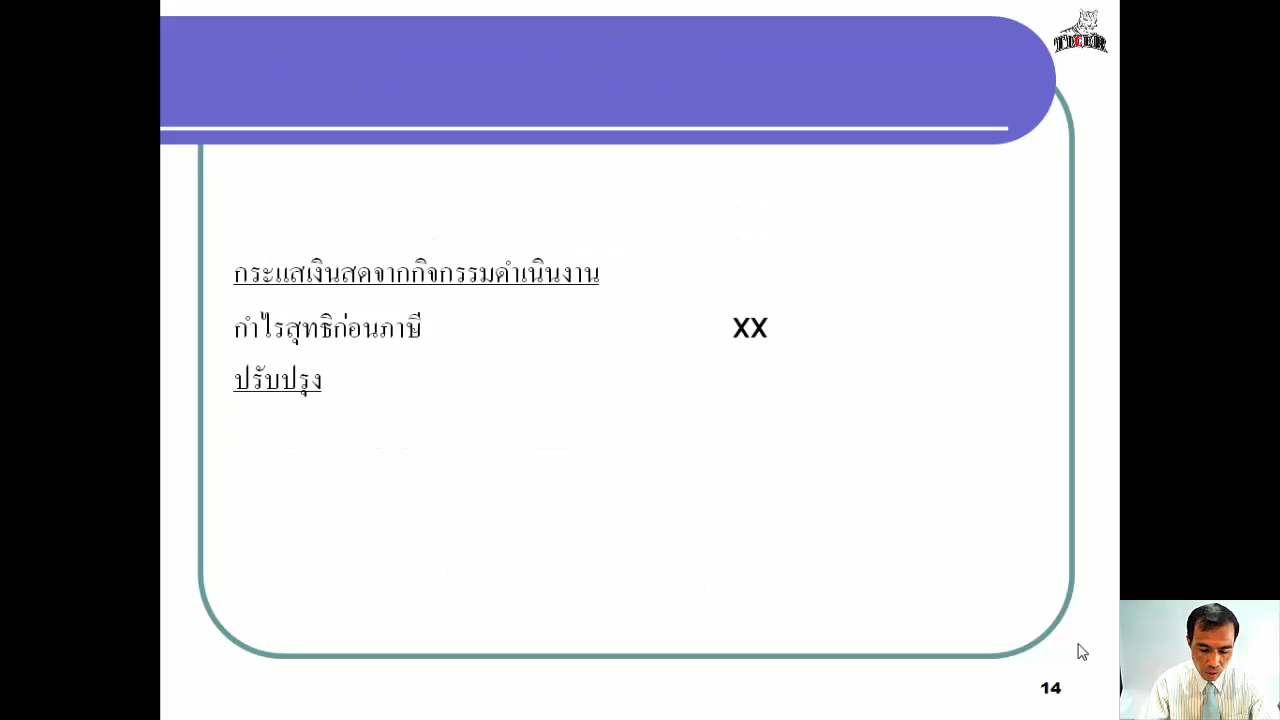 TIGER
กระแสเงินสดจากกิจกรรมดำเนินงาน
กำไรสุทธิก่อนภาษี XX
ปรับปรุง
14